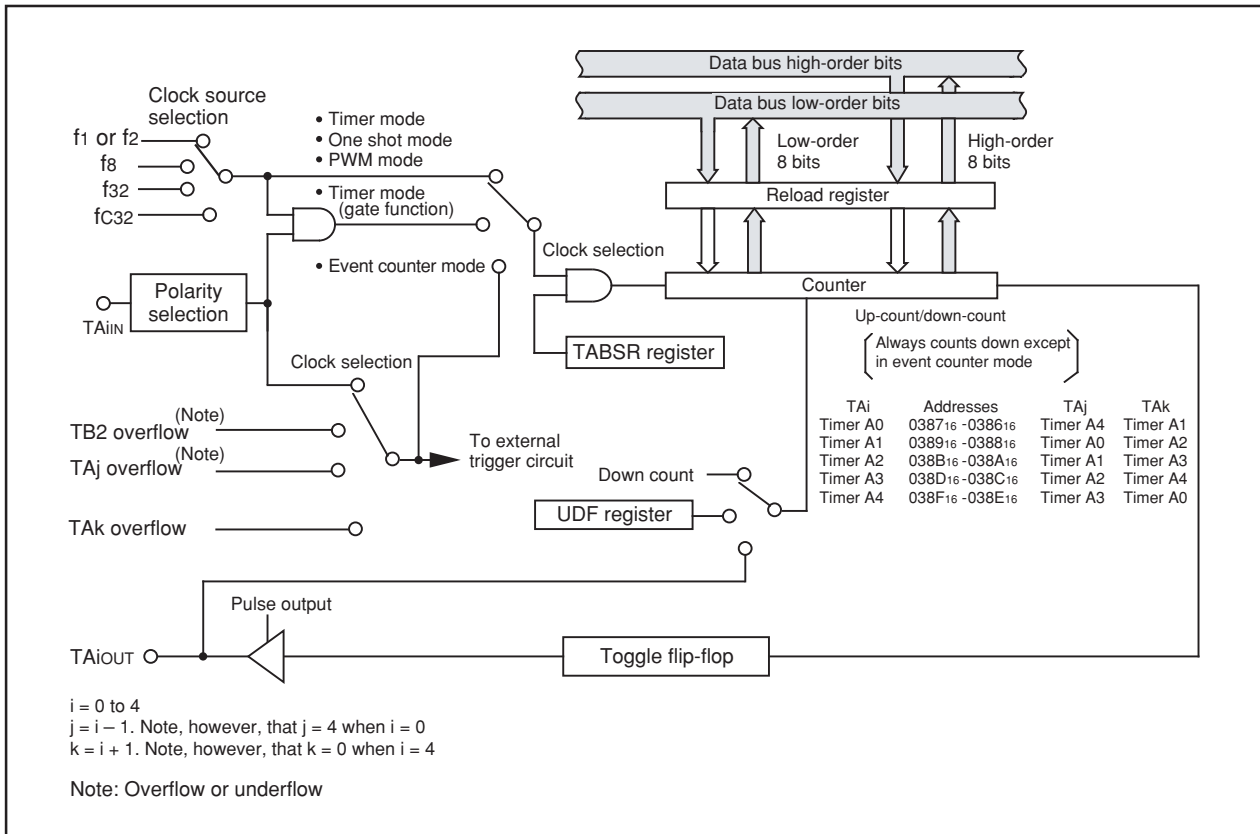 Data bus high-order bits
Data bus low-order bits
Clock source
selection
f1 or f2
f8
f32
fC32
• Timer mode
• One shot mode
• PWM mode
• Timer mode
(gate function)
• Event counter mode
Low-order
8 bits
High-order
8 bits
Reload register
Clock selection
Counter
Polarity
selection
TAiIN
TABSR register
Up-count/down-count
Always counts down except
in event counter mode
Clock selection
TB2 overflow
(Note)
TAj overflow
(Note)
TAk overflow
To external
trigger circuit
TAi Addresses TAj TAk
Timer A0 038716 -038616 Timer A4 Timer A1
Timer A1 038916 -038816 Timer A0 Timer A2
Timer A2 038B16 -038A16 Timer A1 Timer A3
Timer A3 038D16 -038C16 Timer A2 Timer A4
Timer A4 038F16 -038E16 Timer A3 Timer A0
Down count
UDF register
Pulse output
TAiOUT
Toggle flip-flop
i = 0 to 4
j = i – 1. Note, however, that j = 4 when i = 0
k = i + 1. Note, however, that k = 0 when i = 4
Note: Overflow or underflow